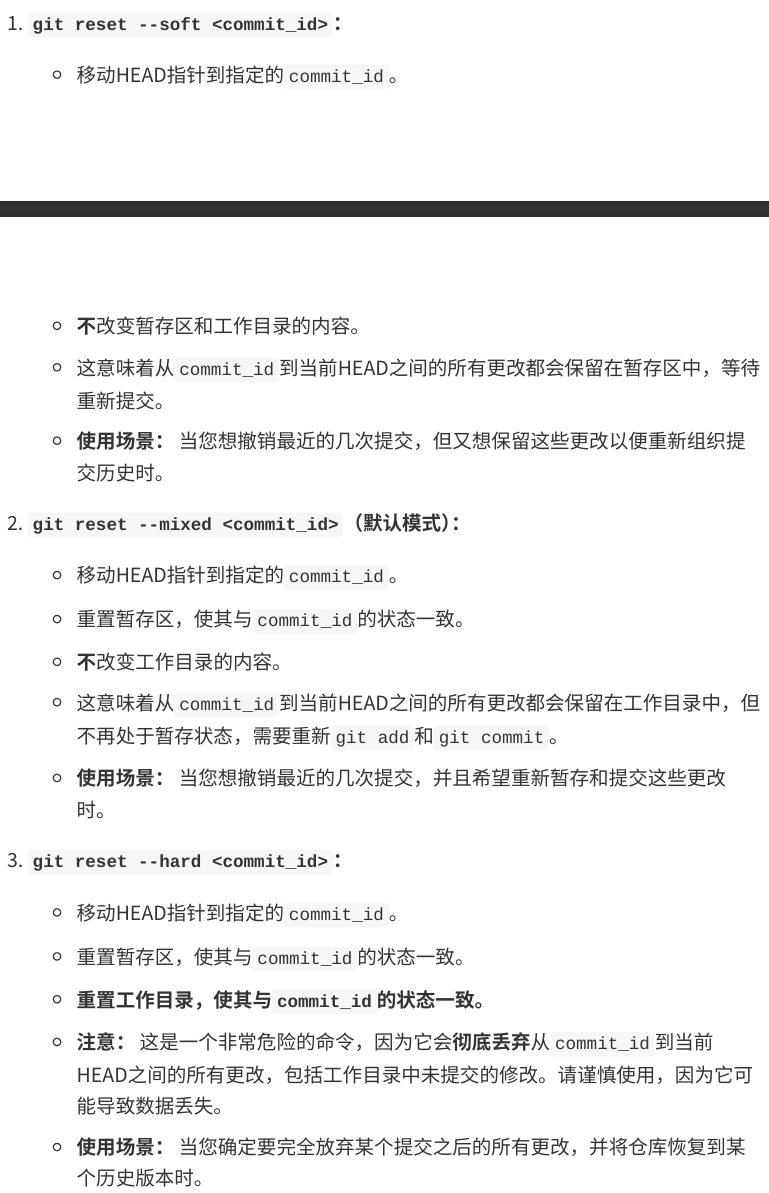 1. git reset --soft <commit_id>：
移动HEAD指针到指定的 commit_id 。
不改变暂存区和工作目录的内容。
这意味着从 commit_id 到当前HEAD之间的所有更改都会保留在暂存区中，等待
重新提交。
使用场景： 当您想撤销最近的几次提交，但又想保留这些更改以便重新组织提
交历史时。
2. git reset --mixed <commit_id> （默认模式）：
移动HEAD指针到指定的 commit_id 。
重置暂存区，使其与 commit_id 的状态一致。
不改变工作目录的内容。
这意味着从 commit_id 到当前HEAD之间的所有更改都会保留在工作目录中，但
不再处于暂存状态，需要重新 git add 和 git commit 。
使用场景： 当您想撤销最近的几次提交，并且希望重新暂存和提交这些更改
时。
3. git reset --hard <commit_id>：
移动HEAD指针到指定的 commit_id 。
重置暂存区，使其与 commit_id 的状态一致。
重置工作目录，使其与 commit_id 的状态一致。
注意： 这是一个非常危险的命令，因为它会彻底丢弃从 commit_id 到当前
HEAD之间的所有更改，包括工作目录中未提交的修改。请谨慎使用，因为它可
能导致数据丢失。
使用场景： 当您确定要完全放弃某个提交之后的所有更改，并将仓库恢复到某
个历史版本时。